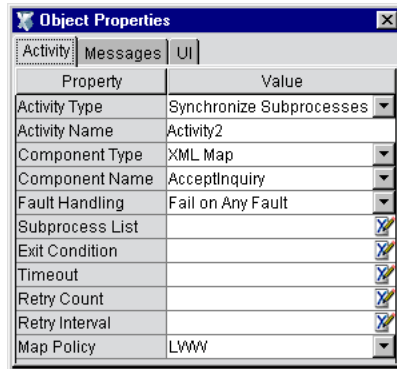 Object Properties
Activity Messages UI
Property Value
Activity Type Synchronize Subprocesses
Activity Name Activity2
Component Type XML Map
Component Name AcceptInquiry
Fault Handling Fail on Any Fault
Subprocess List
Exit Condition
Timeout
Retry Count
Retry Interval
Map Policy LWW